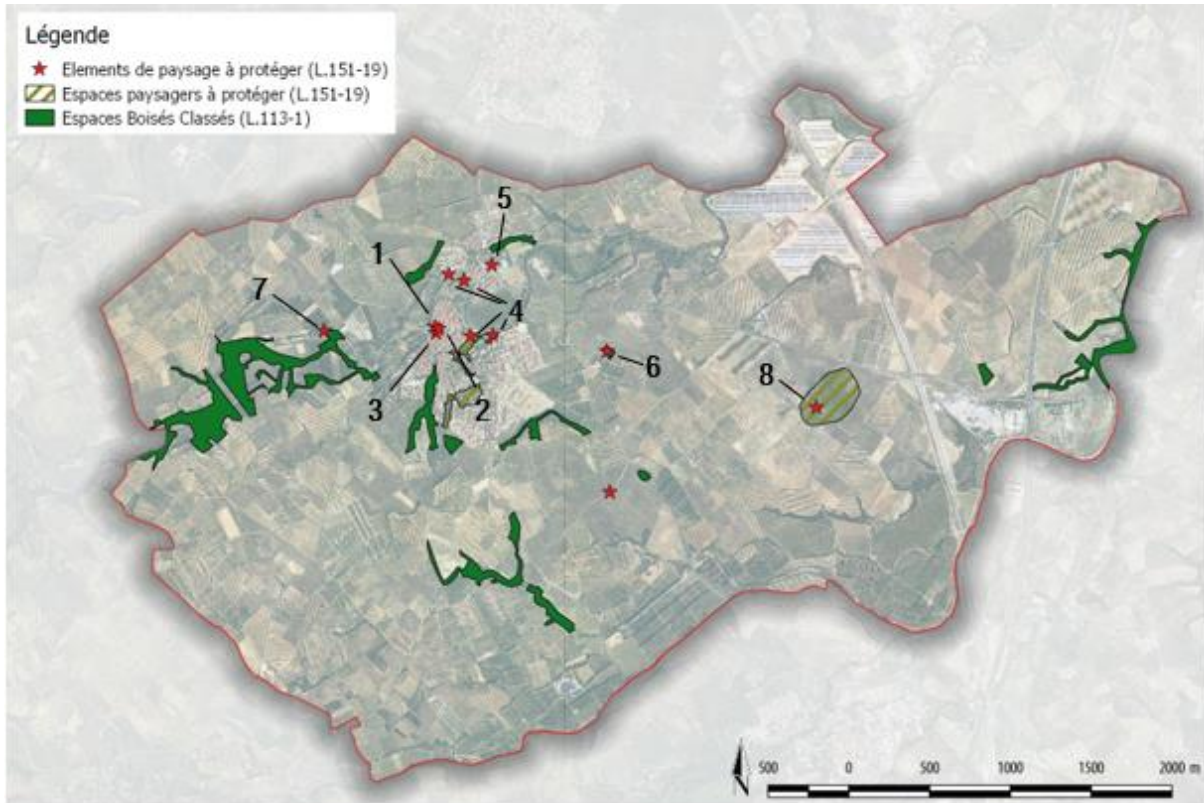 Légende
Elements de paysage à protéger (L.151-19)
Espaces paysagers à protéger (L.151-19)
Espaces Boisés Classés (L.113-1)
5
1
7
4
6
8
3
2
500 0 500 1000 1500 2000 m